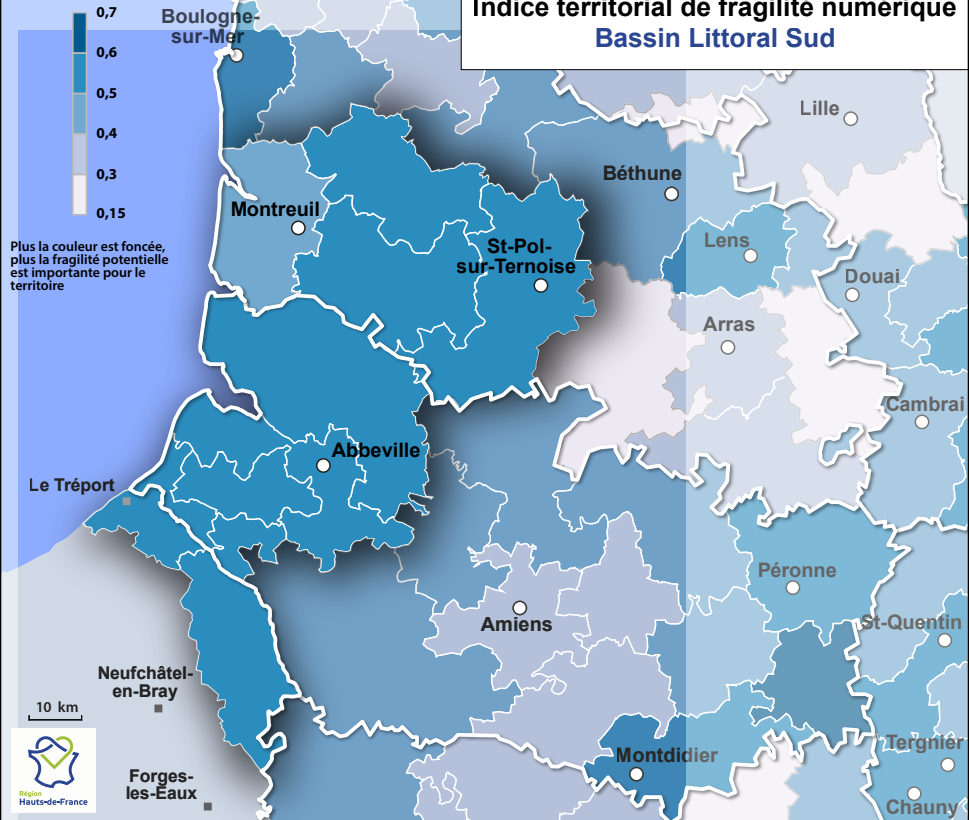 Indice territorial de fragilité numérique
Bassin Littoral Sud
0,7
0,6
0,5
0,4
0,3
0,15
Plus la couleur est foncée,
plus la fragilité potentielle
est importante pour le
territoire
Boulogne-
sur-Mer
Lille
Béthune
Montreuil
St-Pol-
sur-Ternoise
Lens
Douai
Arras
Cambrai
Abbeville
Le Tréport
Péronne
Amiens
St-Quentin
Neufchâtel-
en-Bray
10 km
Montdidier
Tergnier
Forges-
les-Eaux
Chauny
Région
Hauts-de-France